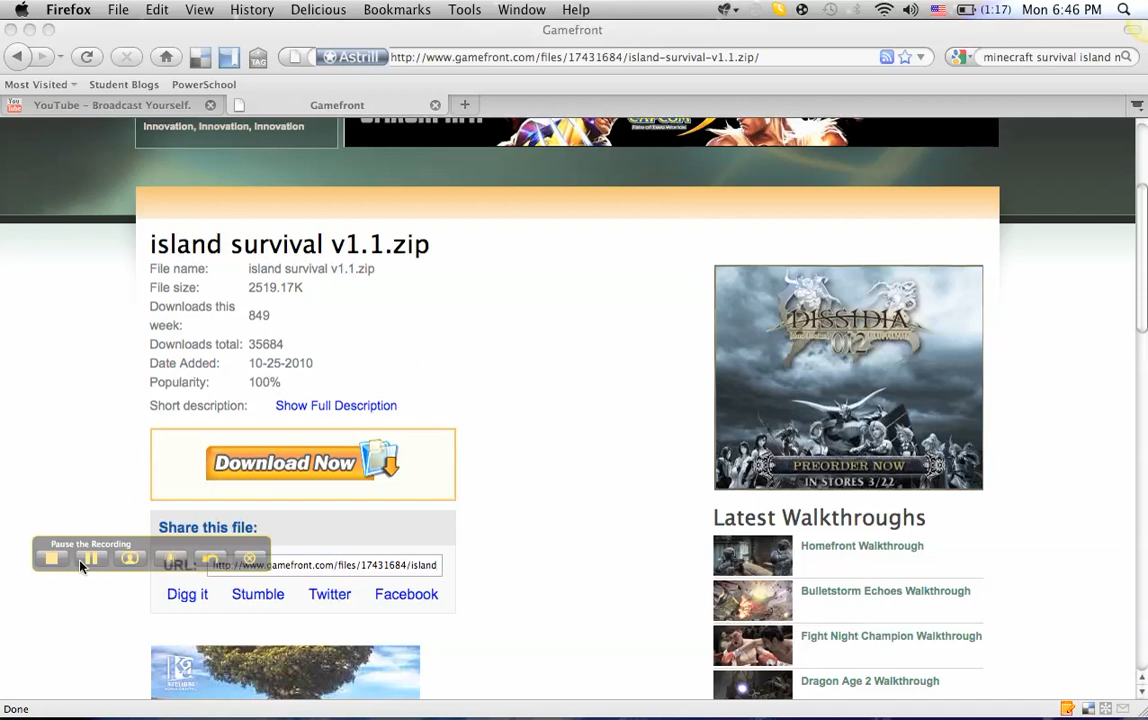 Firefox File Edit View History Delicious Bookmarks Tools Window Help (1:17) Mon 6:46 PM
Gamefront
TAG Astrill http://www.gamefront.com/files/17431684/island-survival-v1.1.zip/ minecraft survival island
Most Visited Student Blogs PowerSchool
YouTube - Broadcast Yourself. Gamefront
Innovation, Innovation, Innovation
CAPCOM
island survival v1.1.zip
File name: island survival v1.1.zip
File size: 2519.17K
Downloads this week: 849
Downloads total: 35684
Date Added: 10-25-2010
Popularity: 100%
Short description: Show Full Description
Download Now
DISSIDIA
012
PREORDER NOW
IN STORES 3/22
Share this file:
Pause the Recording
URL: http://www.gamefront.com/files/17431684/island
Digg it Stumble Twitter Facebook
Latest Walkthroughs
Homefront Walkthrough
Bulletstorm Echoes Walkthrough
Fight Night Champion Walkthrough
Dragon Age 2 Walkthrough
Done